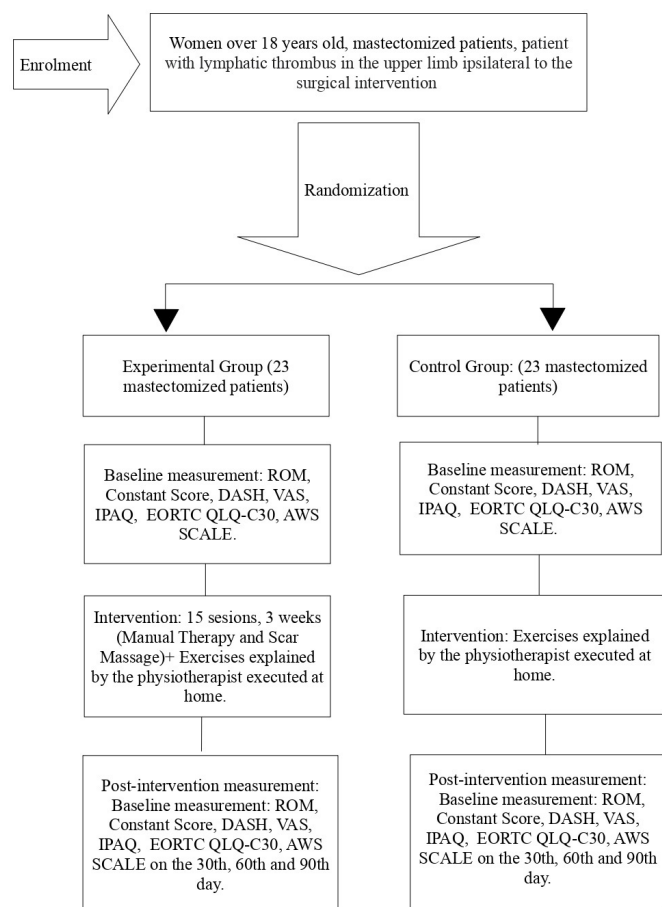 Enrolment
Women over 18 years old, mastectomized patients, patient
with lymphatic thrombus in the upper limb ipsilateral to the
surgical intervention
Randomization
Experimental Group (23
mastectomized patients)
Control Group: (23 mastectomized
patients)
Baseline measurement: ROM,
Constant Score, DASH, VAS,
IPAQ, EORTC QLQ-C30, AWS
SCALE.
Baseline measurement: ROM,
Constant Score, DASH, VAS,
IPAQ, EORTC QLQ-C30, AWS
SCALE.
Intervention: 15 sesions, 3 weeks
(Manual Therapy and Scar
Massage)+ Exercises explained
by the physiotherapist executed at
home.
Intervention: Exercises explained
by the physiotherapist executed at
home.
Post-intervention measurement:
Baseline measurement: ROM,
Constant Score, DASH, VAS,
IPAQ, EORTC QLQ-C30, AWS
SCALE on the 30th, 60th and 90th
day.
Post-intervention measurement:
Baseline measurement: ROM,
Constant Score, DASH, VAS,
IPAQ, EORTC QLQ-C30, AWS
SCALE on the 30th, 60th and 90th
day.